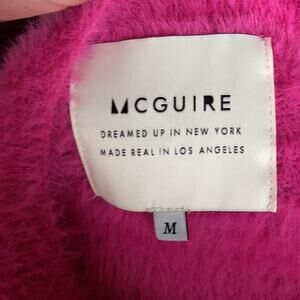 MCGUIRE
DREAMED UP IN NEW YORK
MADE REAL IN LOS ANGELES
M